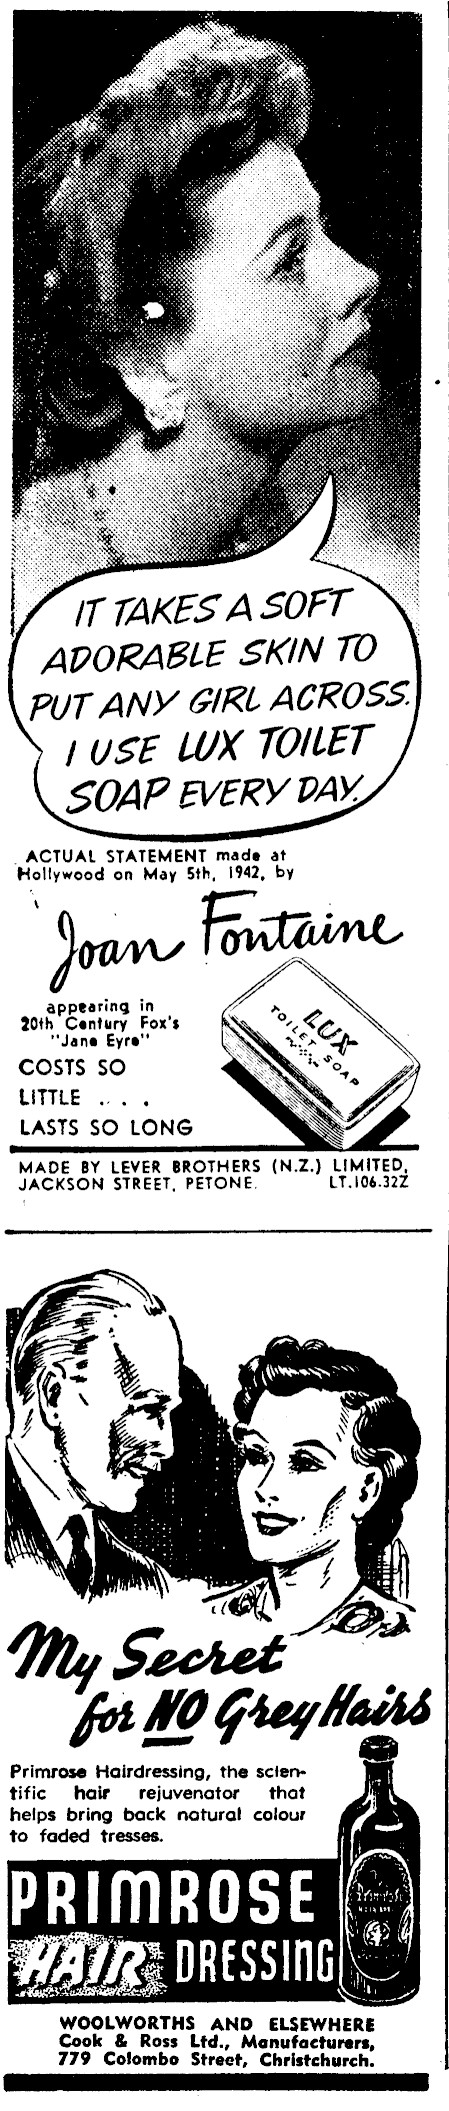 IT TAKES A SOFT
ADORABLE SKIN TO
PUT ANY GIRL ACROSS.
I USE LUX TOILET
SOAP EVERY DAY.
ACTUAL STATEMENT made at
Hollywood on May 5th, 1942, by
Joan Fontaine
appearing in
20th Century Fox's
"Jane Eyre"
COSTS SO
LITTLE . . .
LASTS SO LONG
LUX
TOILET SOAP
MADE BY LEVER BROTHERS (N.Z.) LIMITED,
JACKSON STREET, PETONE. LT.106.32Z
My Secret
for NO Grey Hairs
Primrose Hairdressing, the scien-
tific hair rejuvenator that
helps bring back natural colour
to faded tresses.
PRIMROSE
HAIR DRESSING
PRIMROSE
WOOLWORTHS AND ELSEWHERE
Cook & Ross Ltd., Manufacturers,
779 Colombo Street, Christchurch.